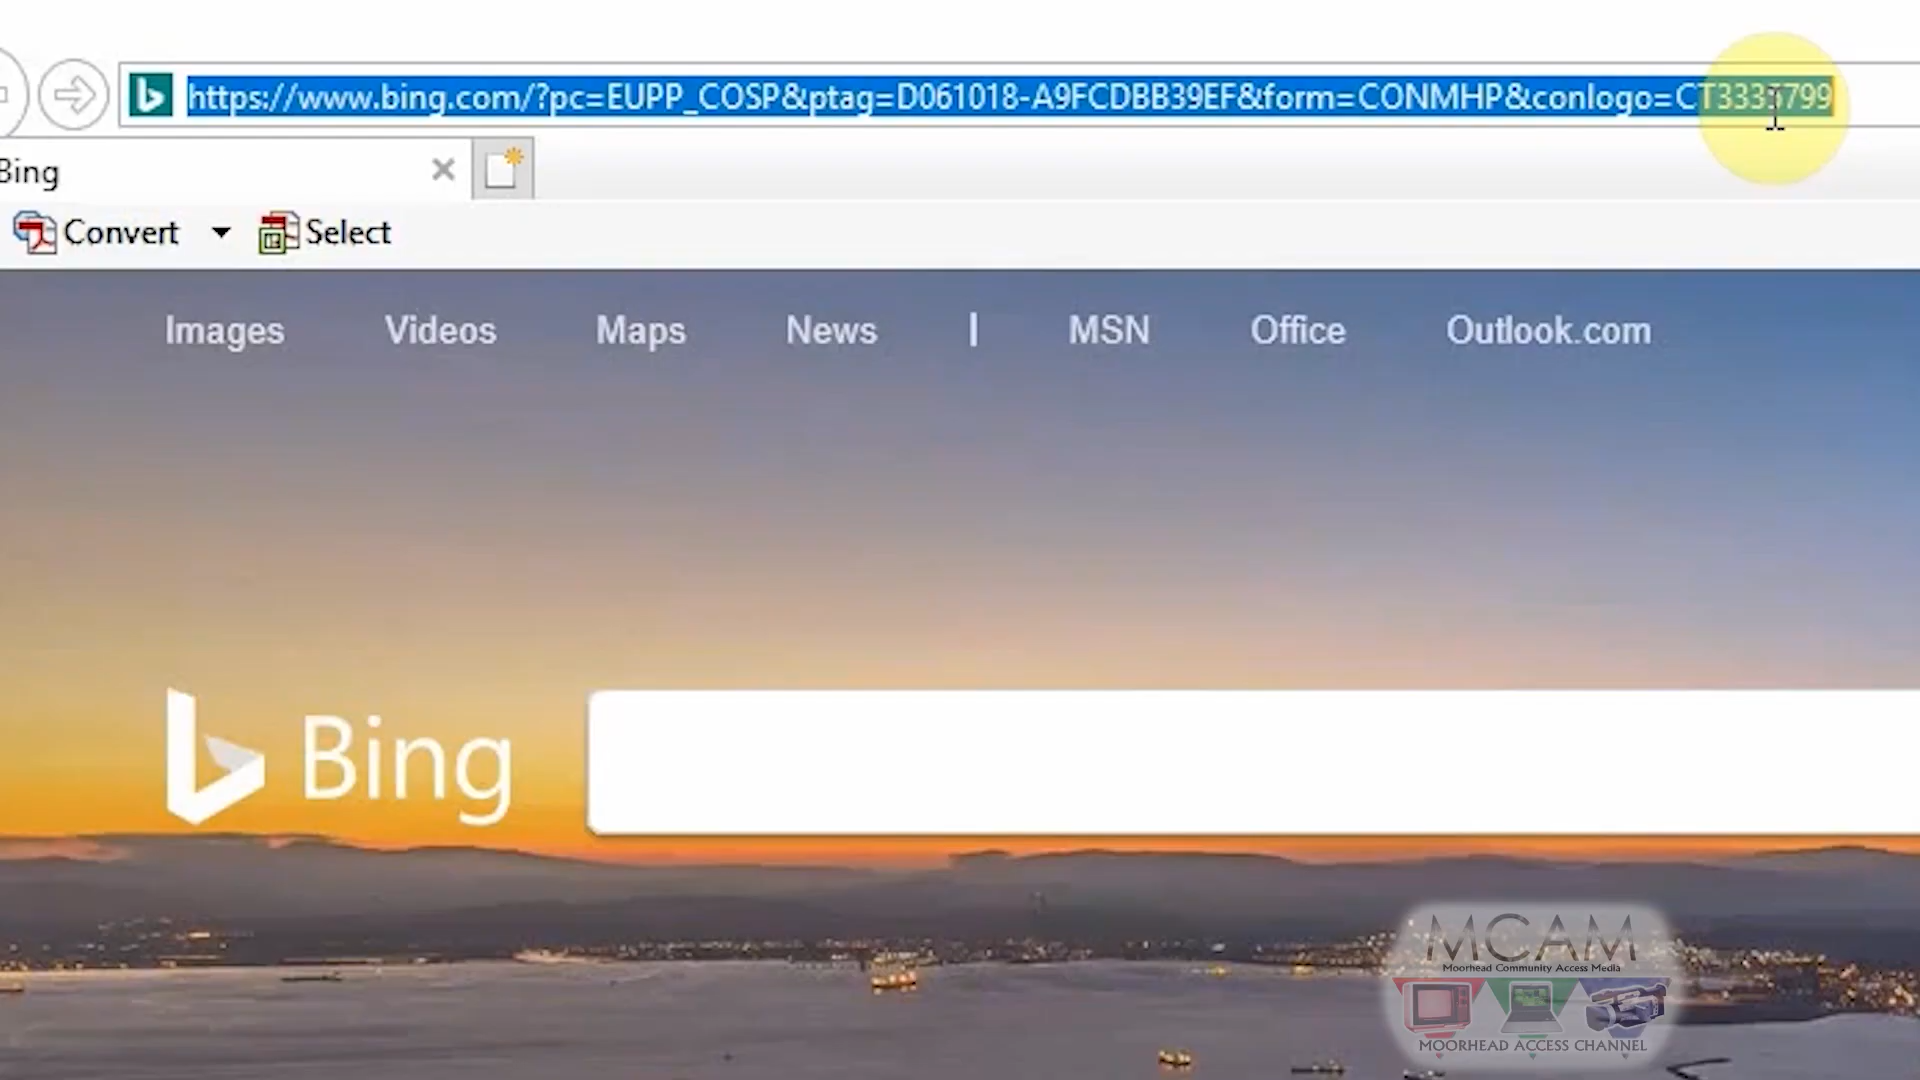 https://www.bing.com/?pc=EUPP_COSP&ptag=D061018-A9FCDBB39EF&form=CONMHP&conlogo=CT3335799
Bing
Convert
Select
Images Videos Maps News | MSN Office Outlook.com
Bing
MCAM
Moorhead Community Access Media
MOORHEAD ACCESS CHANNEL